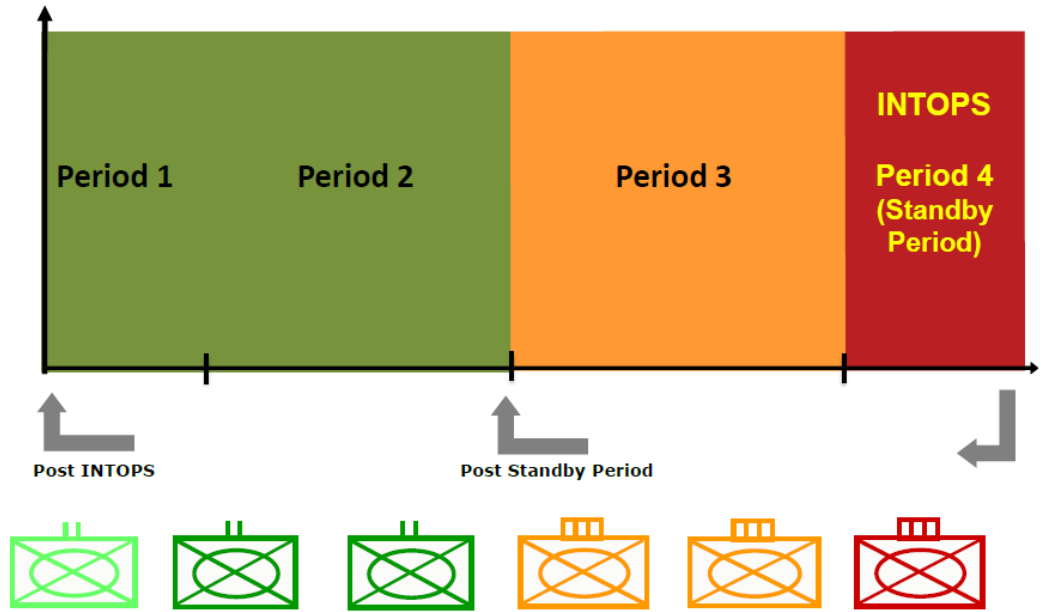 Period 1
Period 2
Period 3
INTOPS
Period 4
(Standby
Period)
Post INTOPS
Post Standby Period